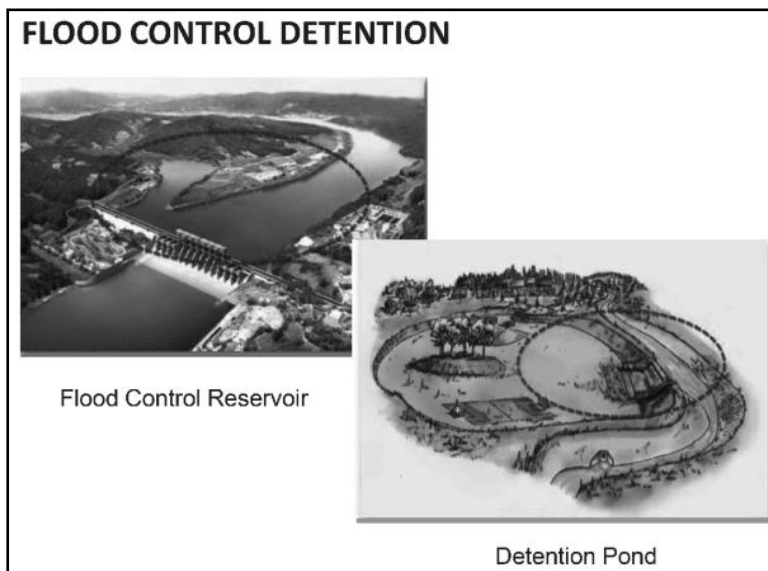 FLOOD CONTROL DETENTION
Flood Control Reservoir
Detention Pond